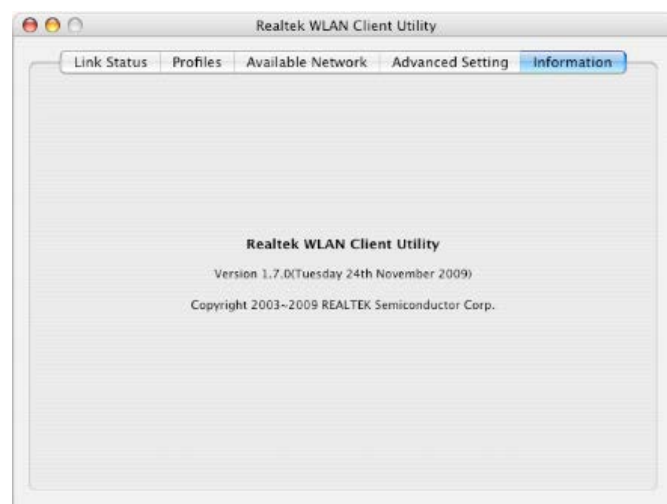 Realtek WLAN Client Utility
Link Status Profiles Available Network Advanced Setting Information
Realtek WLAN Client Utility
Version 1.7.0(Tuesday 24th November 2009)
Copyright 2003~2009 REALTEK Semiconductor Corp.